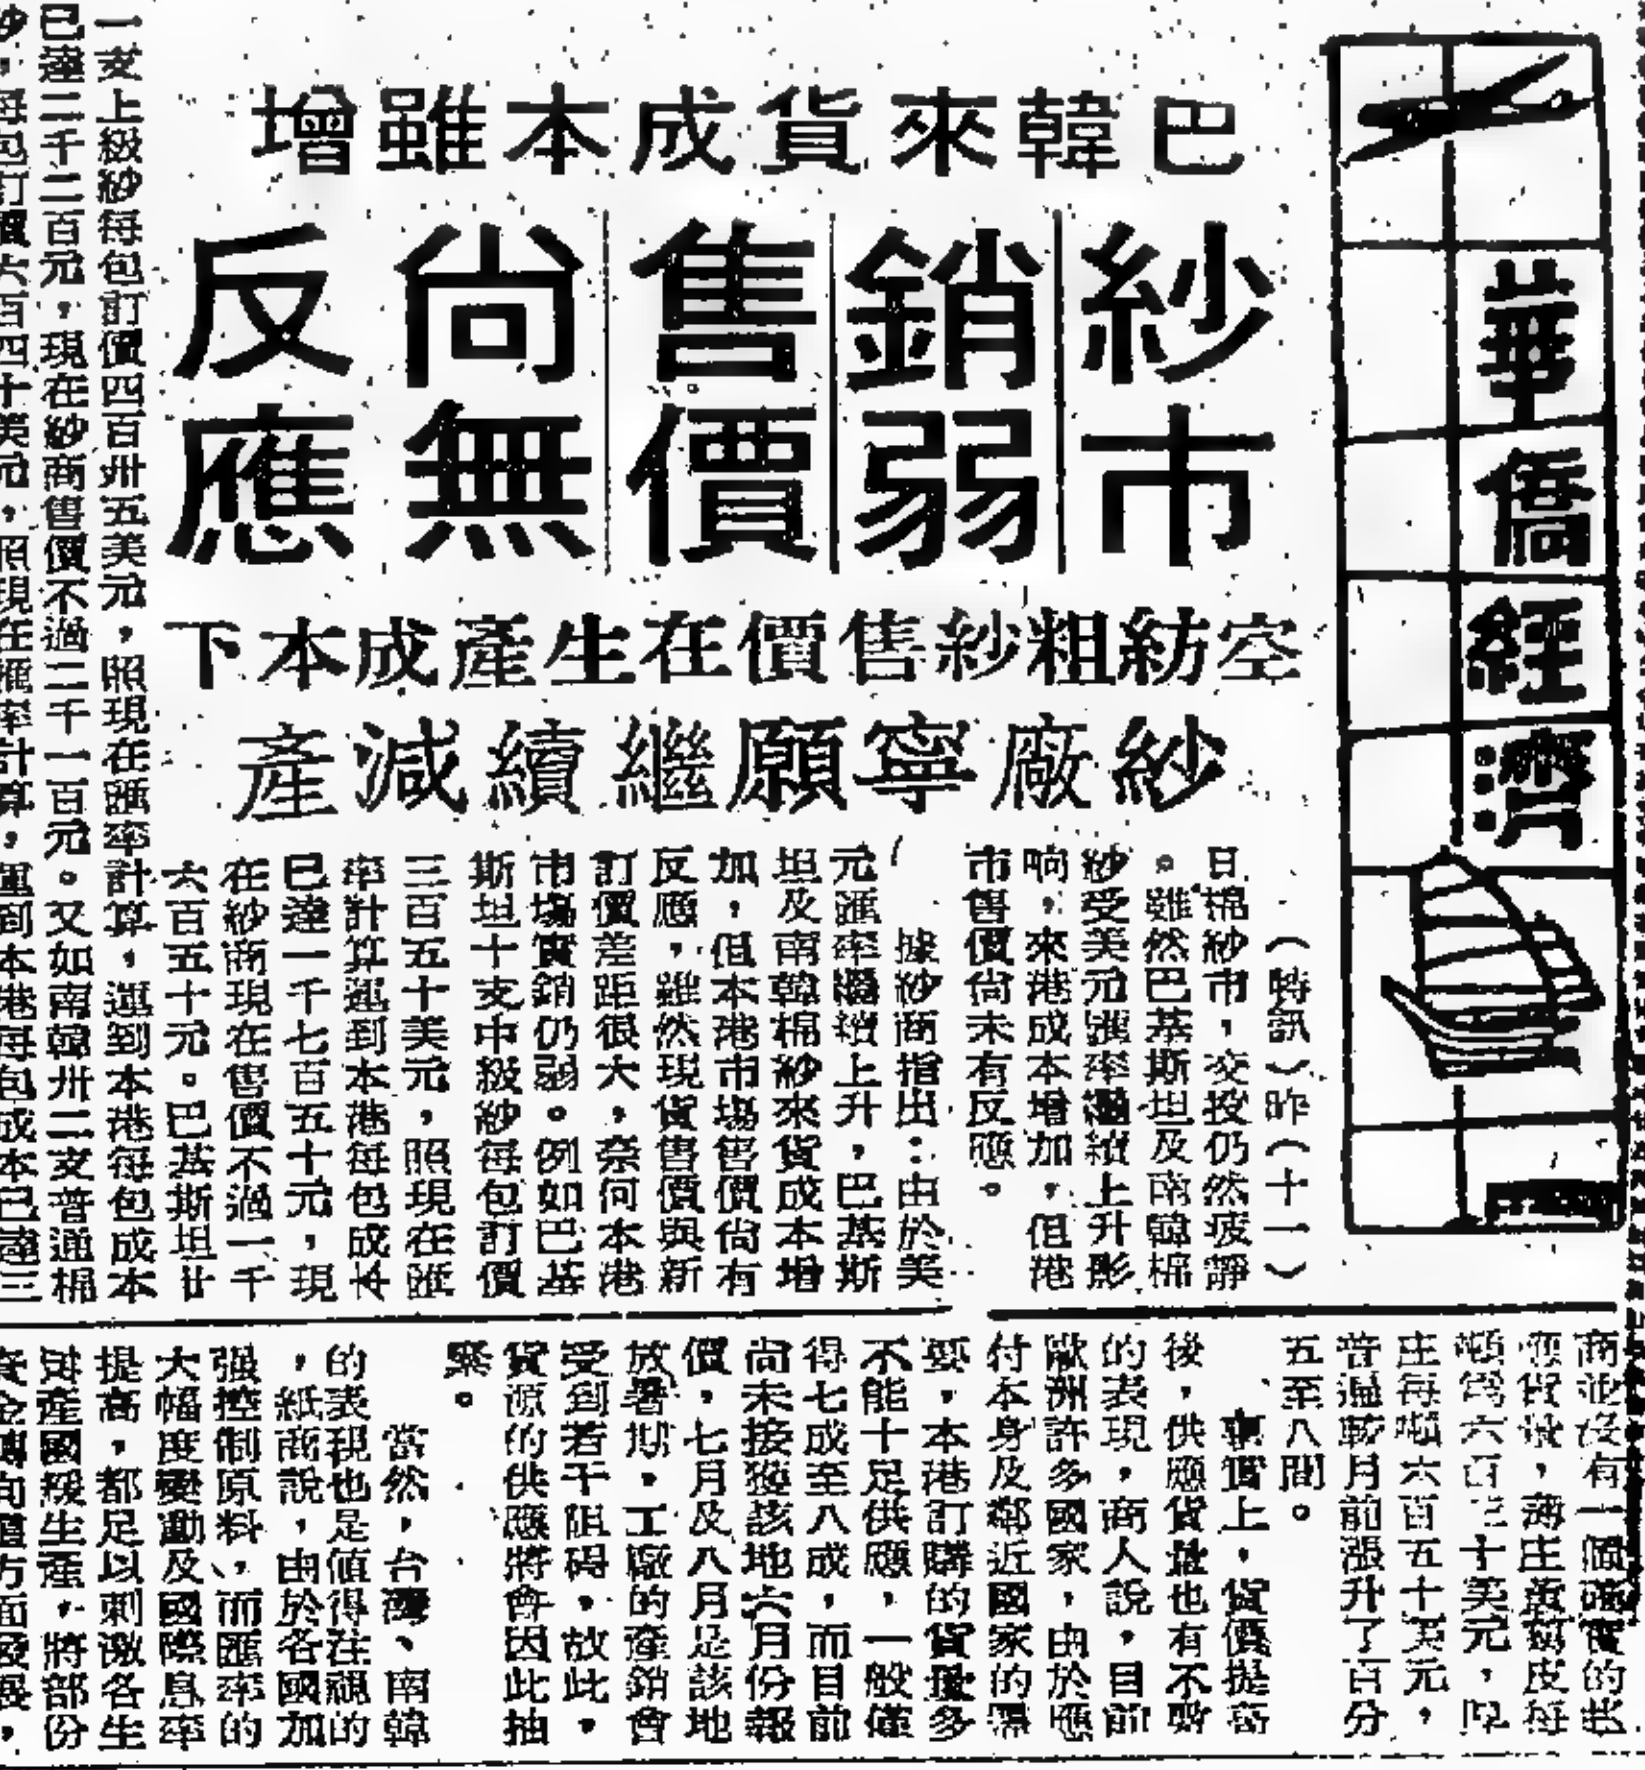 華僑經濟
巴韓來貨成本雖增
紗市
銷弱
售價
尚無
反應
空紡粗紗售價在生產成本下
紗廠寧願繼續減產
（特訊）昨（十一）
日棉紗市，交投仍然疲靜
。雖然巴基斯坦及南韓棉
紗受美元匯率繼續上升影
响，來港成本增加，但港
市售價尚未有反應。
據紗商指出：由於美
元匯率繼續上升，巴基斯
坦及南韓棉紗來貨成本增
加，但本港市場售價尚有
反應，雖然現貨售價與新
訂價差距很大，奈何本港
市場實銷仍弱。例如巴基
斯坦十支中級紗每包訂價
三百五十美元，照現在匯
率計算運到本港每包成本
已達一千七百五十元，現
在紗商現在售價不過一千
六百五十元。巴基斯坦廿
一支上級紗每包訂價四百卅五美元，照現在匯率計算，運到本港每包成本
已達二千二百元，現在紗商售價不過二千一百元。又如南韓卅二支普通棉
紗，每包訂價六百四十美元，照現在匯率計算，運到本港每包成本已達三
商並沒有一個確實的
貨，薄庄黃
噸為六百 十美元，
庄每噸六百五十美元，
普遍較月前漲升了百分
五至八間。
上，貨價提高
後，供應貨量也有不
的表現，商人說，目前
歐洲許多國家，由於應
付本身及鄰近國家的需
要，本港訂購的貨量多
不能十足供應，一般僅
得七成至八成，而目前
尚未接獲該地六月份報
價，七月及八月是該地
放暑期，工廠的產銷會
受到若干阻碍，故此，
貨源的供應將會因此抽
緊。
當然，台灣、南韓
的表現也是值得注視的
，紙商說，由於各國加
强控制原料，而匯率的
大幅度變動及國際息率
提高，都足以刺激各生
產國緩生產，將部份
資金轉向這方面發展，